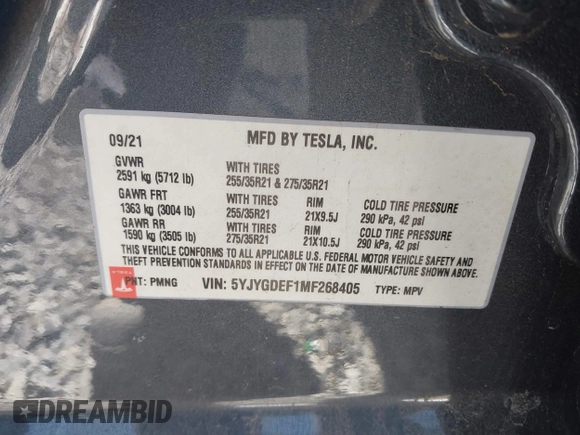 09/21 MFD BY TESLA, INC.
GVWR WITH TIRES
2591 kg (5712 lb) 255/35R21 & 275/35R21
GAWR FRT WITH TIRES RIM COLD TIRE PRESSURE
1363 kg (3004 lb) 255/35R21 21X9.5J 290 kPa, 42 psi
GAWR RR WITH TIRES RIM COLD TIRE PRESSURE
1590 kg (3505 lb) 275/35R21 21X10.5J 290 kPa, 42 psi
THIS VEHICLE CONFORMS TO ALL APPLICABLE U.S. FEDERAL MOTOR VEHICLE SAFETY AND
THEFT PREVENTION STANDARDS IN EFFECT ON THE DATE OF MANUFACTURE SHOWN ABOVE.
PNT: PMNG VIN: 5YJYGDEF1MF268405 TYPE: MPV
DREAMBID